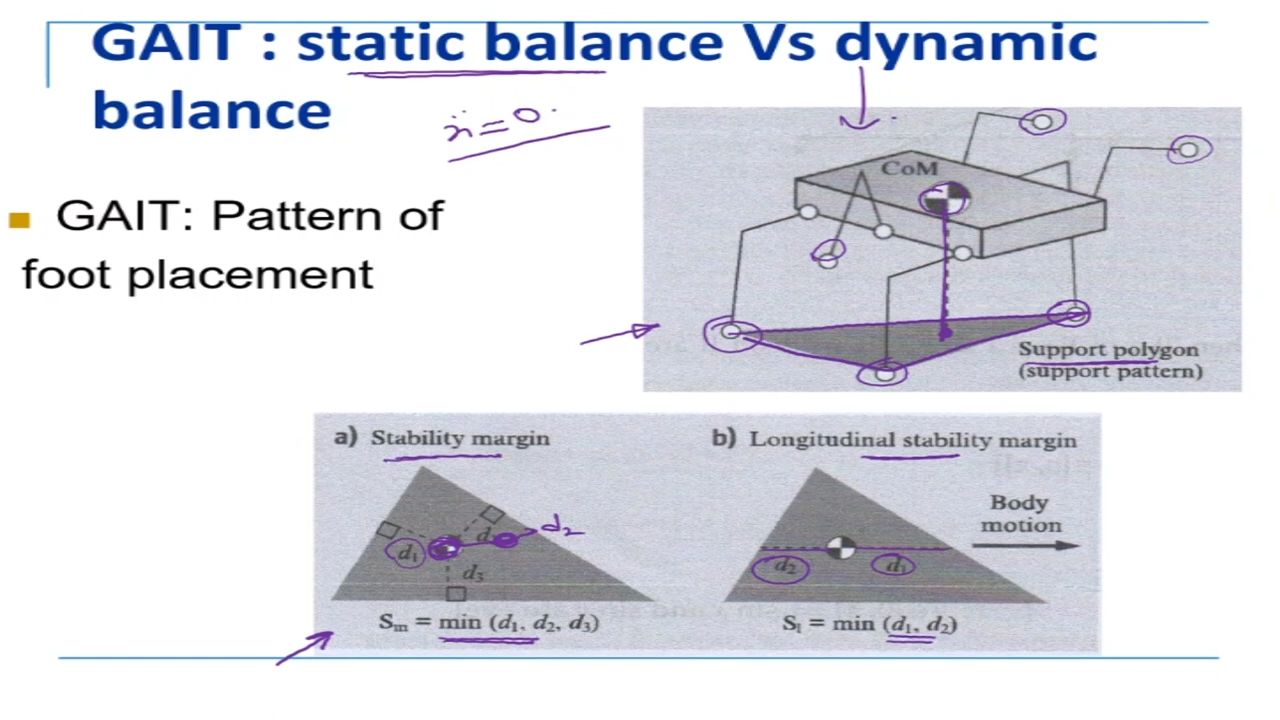 GAIT : static balance Vs dynamic
balance
ẍ = 0.
GAIT: Pattern of
foot placement
CoM
Support polygon
(support pattern)
a) Stability margin
d₁
d₂
d₃
Sₘ = min (d₁, d₂, d₃)
b) Longitudinal stability margin
Body
motion
d₂
d₁
Sₗ = min (d₁, d₂)